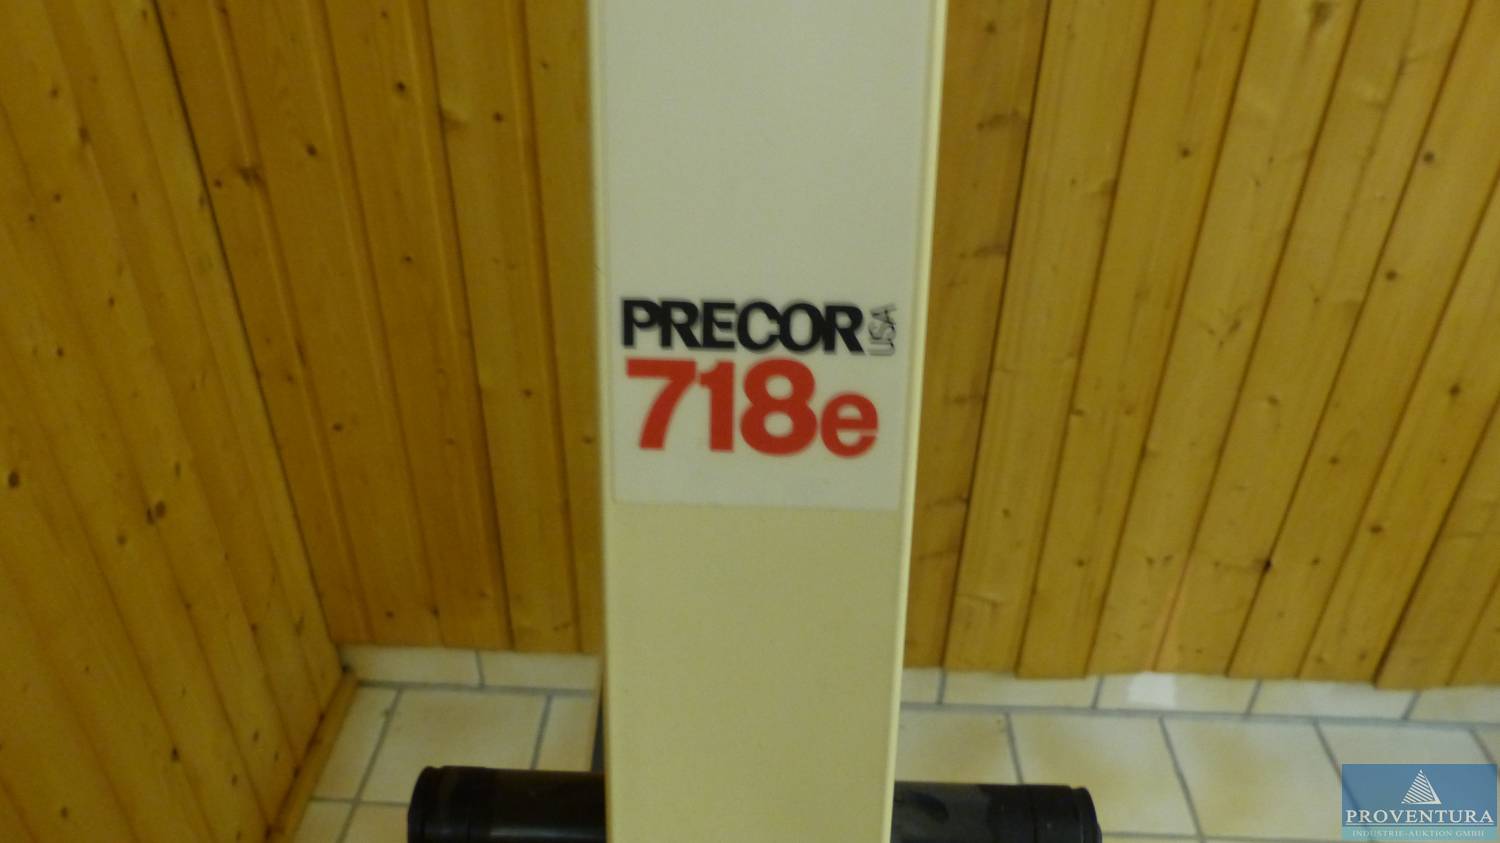 PRECOR USA
718e
PROVENTURA
INDUSTRIE-AUKTION GMBH